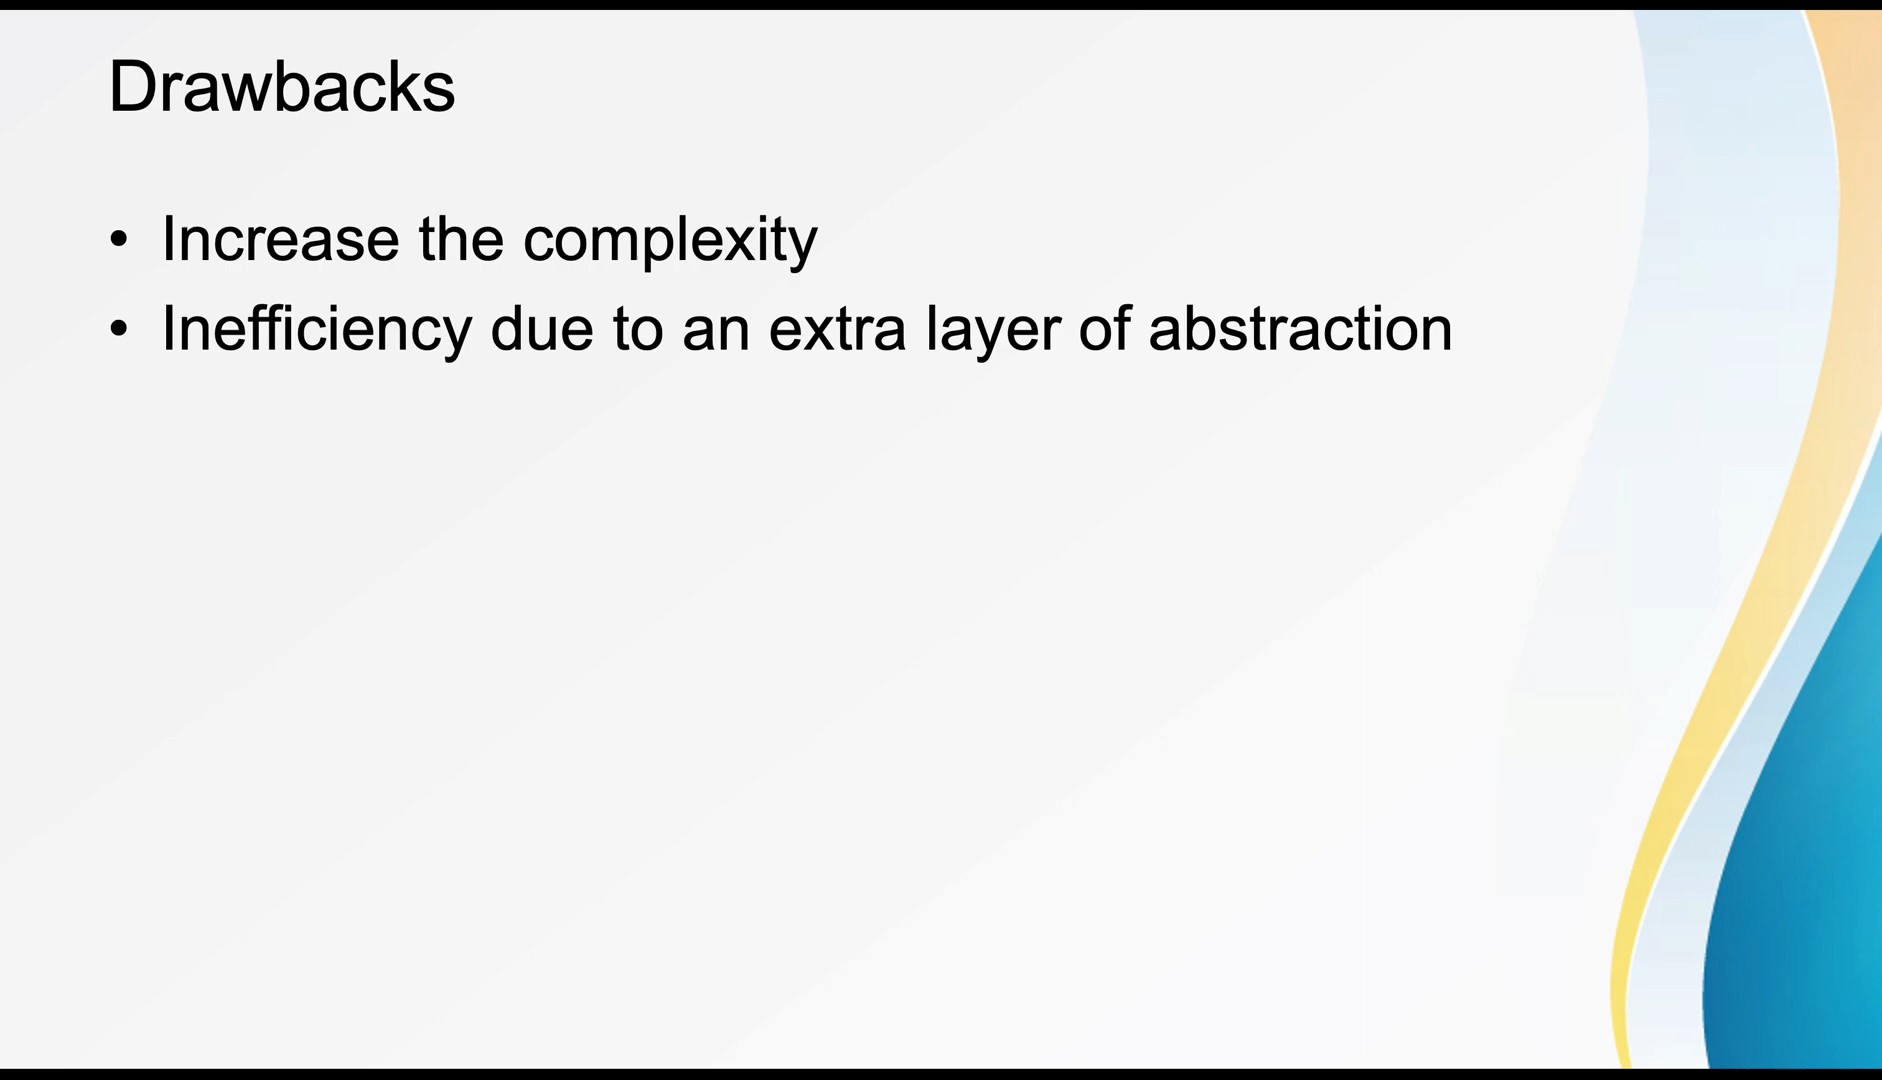 Drawbacks
• Increase the complexity
• Inefficiency due to an extra layer of abstraction